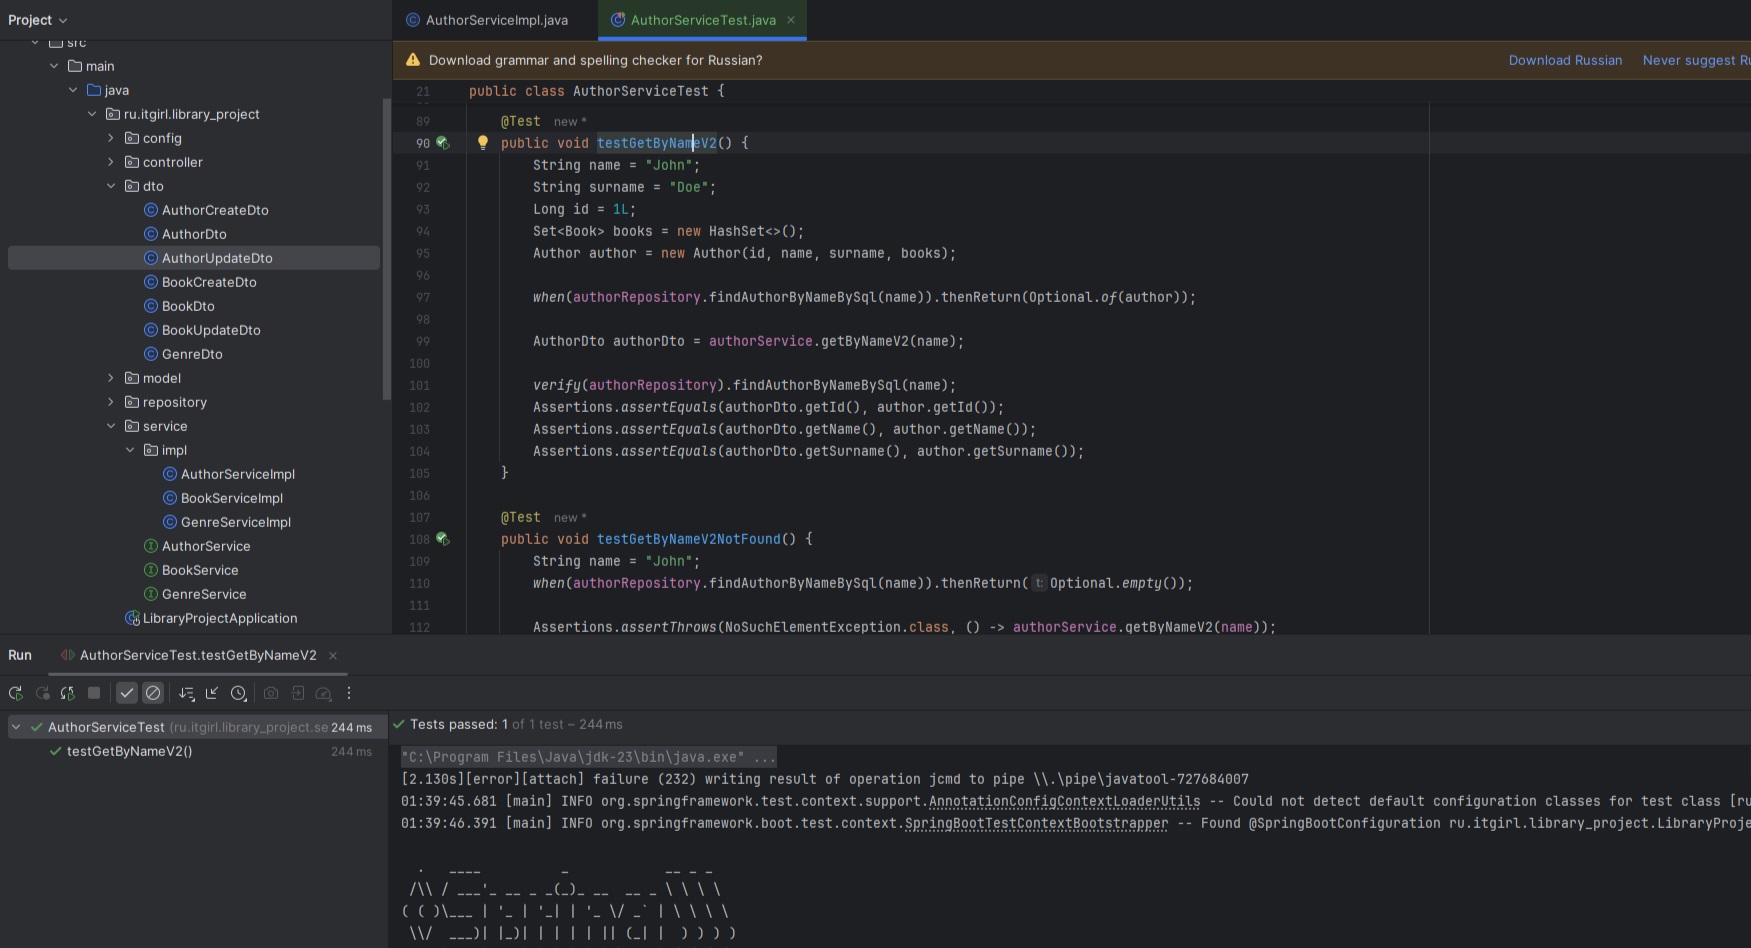 Project
AuthorServiceImpl.java
AuthorServiceTest.java
src
main
java
ru.itgirl.library_project
config
controller
dto
AuthorCreateDto
AuthorDto
AuthorUpdateDto
BookCreateDto
BookDto
BookUpdateDto
GenreDto
model
repository
service
impl
AuthorServiceImpl
BookServiceImpl
GenreServiceImpl
AuthorService
BookService
GenreService
LibraryProjectApplication
Download grammar and spelling checker for Russian? Download Russian Never suggest Ru
21 public class AuthorServiceTest {
89 @Test new *
90 public void testGetByNameV2() {
91 String name = "John";
92 String surname = "Doe";
93 Long id = 1L;
94 Set<Book> books = new HashSet<>();
95 Author author = new Author(id, name, surname, books);
96
97 when(authorRepository.findAuthorByNameBySql(name)).thenReturn(Optional.of(author));
98
99 AuthorDto authorDto = authorService.getByNameV2(name);
100
101 verify(authorRepository).findAuthorByNameBySql(name);
102 Assertions.assertEquals(authorDto.getId(), author.getId());
103 Assertions.assertEquals(authorDto.getName(), author.getName());
104 Assertions.assertEquals(authorDto.getSurname(), author.getSurname());
105 }
106
107 @Test new *
108 public void testGetByNameV2NotFound() {
109 String name = "John";
110 when(authorRepository.findAuthorByNameBySql(name)).thenReturn( t: Optional.empty());
111
112 Assertions.assertThrows(NoSuchElementException.class, () -> authorService.getByNameV2(name));
Run AuthorServiceTest.testGetByNameV2
AuthorServiceTest (ru.itgirl.library_project.se 244 ms
testGetByNameV2() 244 ms
Tests passed: 1 of 1 test – 244 ms
"C:\Program Files\Java\jdk-23\bin\java.exe" ...
[2.130s][error][attach] failure (232) writing result of operation jcmd to pipe \\.\pipe\javatool-727684007
01:39:45.681 [main] INFO org.springframework.test.context.support.AnnotationConfigContextLoaderUtils -- Could not detect default configuration classes for test class [ru
01:39:46.391 [main] INFO org.springframework.boot.test.context.SpringBootTestContextBootstrapper -- Found @SpringBootConfiguration ru.itgirl.library_project.LibraryProje